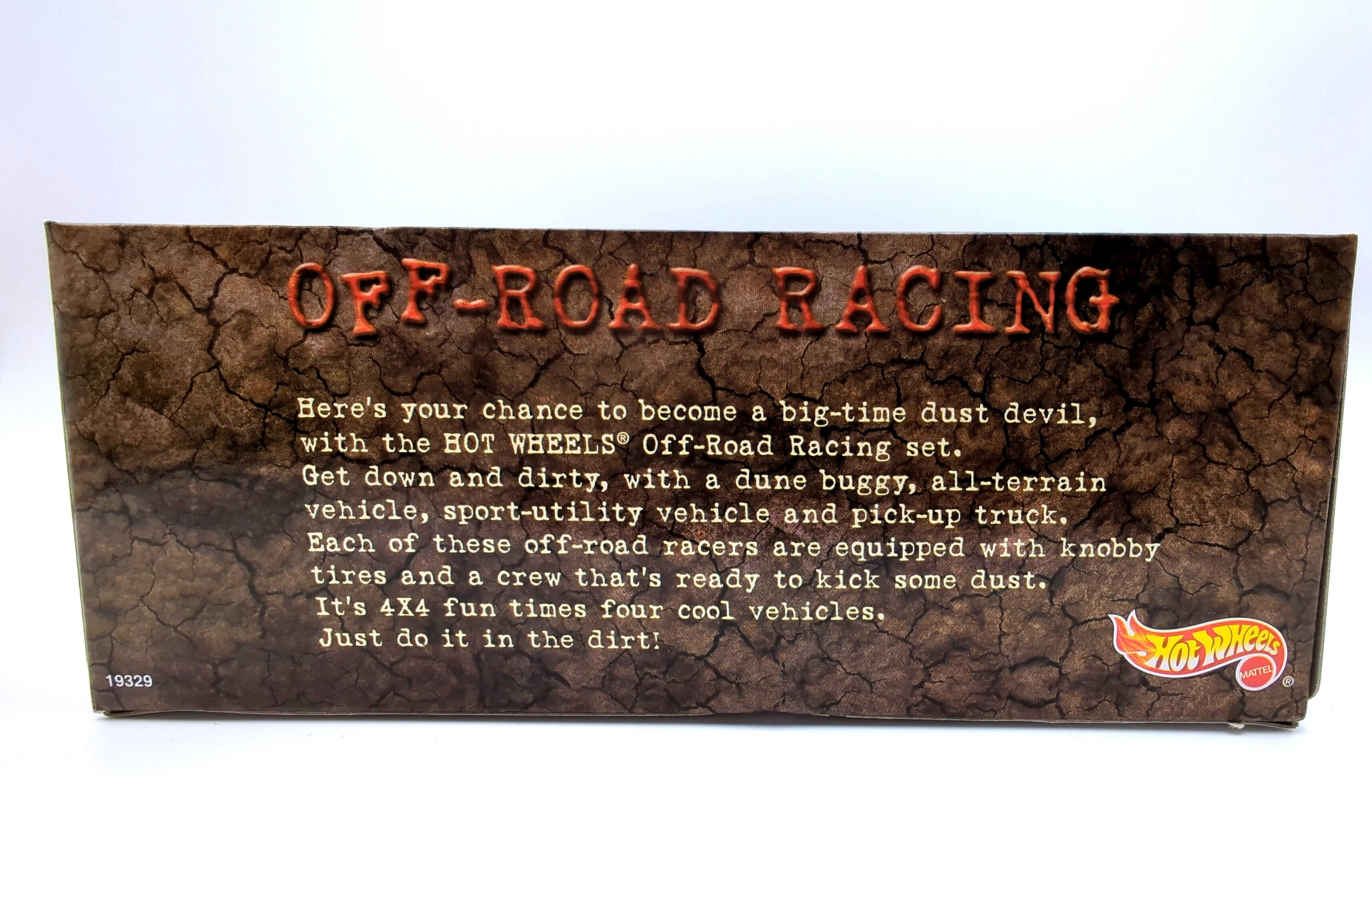 OFF-ROAD RACING
Here's your chance to become a big-time dust devil,
with the HOT WHEELS® Off-Road Racing set.
Get down and dirty, with a dune buggy, all-terrain
vehicle, sport-utility vehicle and pick-up truck.
Each of these off-road racers are equipped with knobby
tires and a crew that's ready to kick some dust.
It's 4X4 fun times four cool vehicles.
Just do it in the dirt!
19329
HOT WHEELS
MATTEL
®